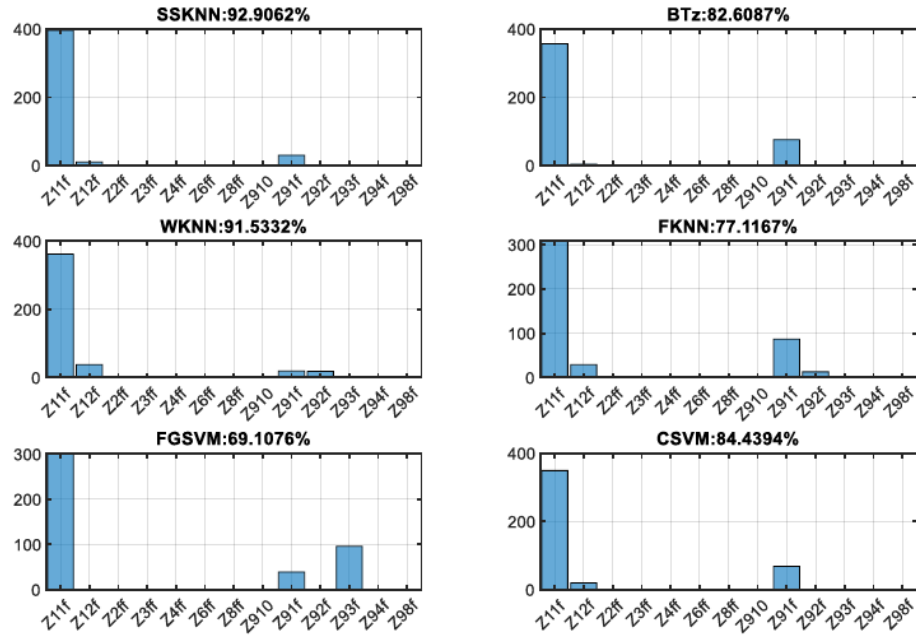 SSKNN:92.9062%
400
200
0
Z11f Z12f Z2ff Z3ff Z4ff Z6ff Z8ff Z910 Z91f Z92f Z93f Z94f Z98f
BTz:82.6087%
400
200
0
Z11f Z12f Z2ff Z3ff Z4ff Z6ff Z8ff Z910 Z91f Z92f Z93f Z94f Z98f
WKNN:91.5332%
400
200
0
Z11f Z12f Z2ff Z3ff Z4ff Z6ff Z8ff Z910 Z91f Z92f Z93f Z94f Z98f
FKNN:77.1167%
300
200
100
0
Z11f Z12f Z2ff Z3ff Z4ff Z6ff Z8ff Z910 Z91f Z92f Z93f Z94f Z98f
FGSVM:69.1076%
300
200
100
0
Z11f Z12f Z2ff Z3ff Z4ff Z6ff Z8ff Z910 Z91f Z92f Z93f Z94f Z98f
CSVM:84.4394%
400
200
0
Z11f Z12f Z2ff Z3ff Z4ff Z6ff Z8ff Z910 Z91f Z92f Z93f Z94f Z98f